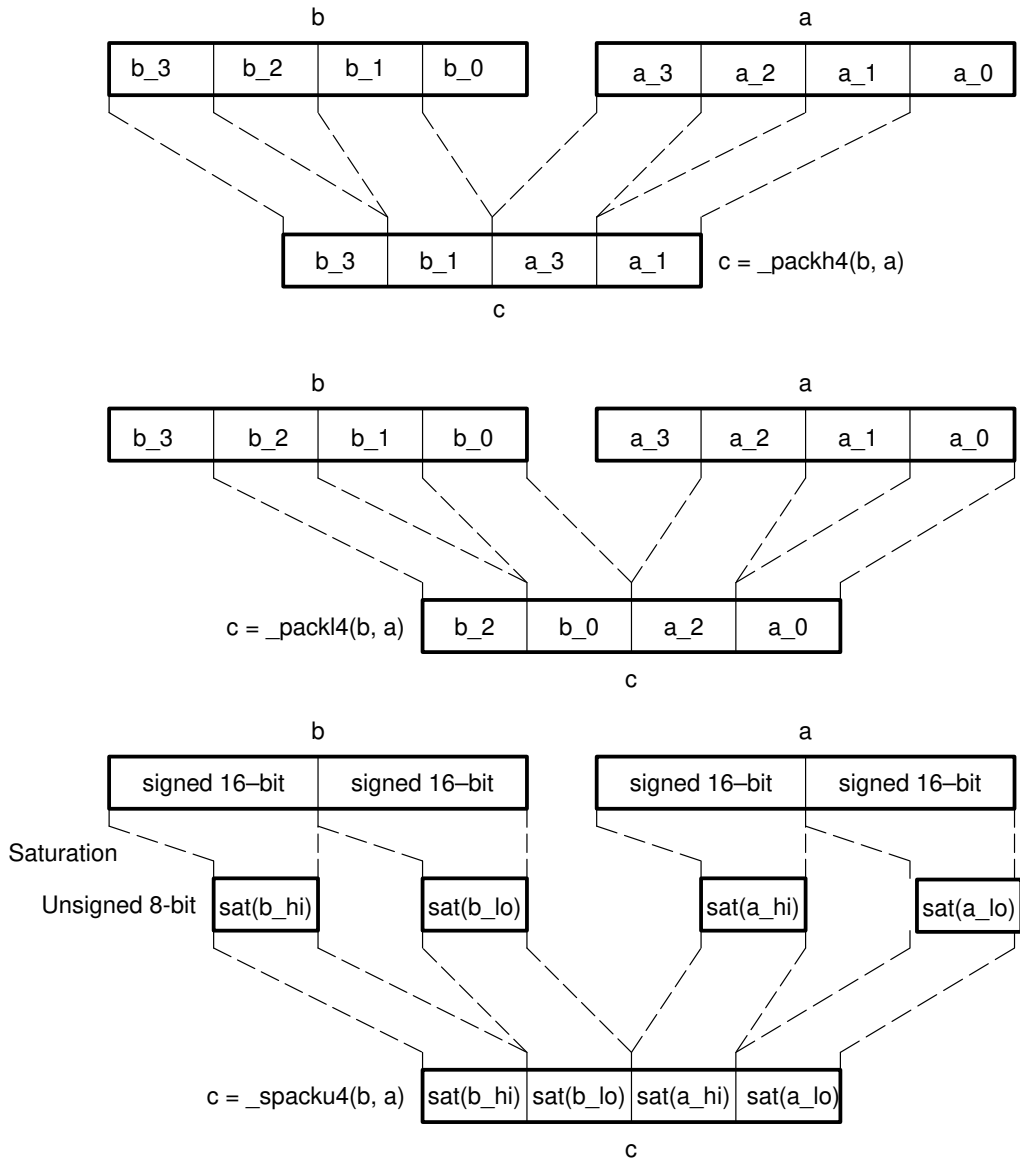 b a
b_3 b_2 b_1 b_0 a_3 a_2 a_1 a_0
b_3 b_1 a_3 a_1 c = _packh4(b, a)
c
b a
b_3 b_2 b_1 b_0 a_3 a_2 a_1 a_0
c = _packl4(b, a) b_2 b_0 a_2 a_0
c
b a
signed 16–bit signed 16–bit signed 16–bit signed 16–bit
Saturation
Unsigned 8-bit sat(b_hi) sat(b_lo) sat(a_hi) sat(a_lo)
c = _spacku4(b, a) sat(b_hi) sat(b_lo) sat(a_hi) sat(a_lo)
c